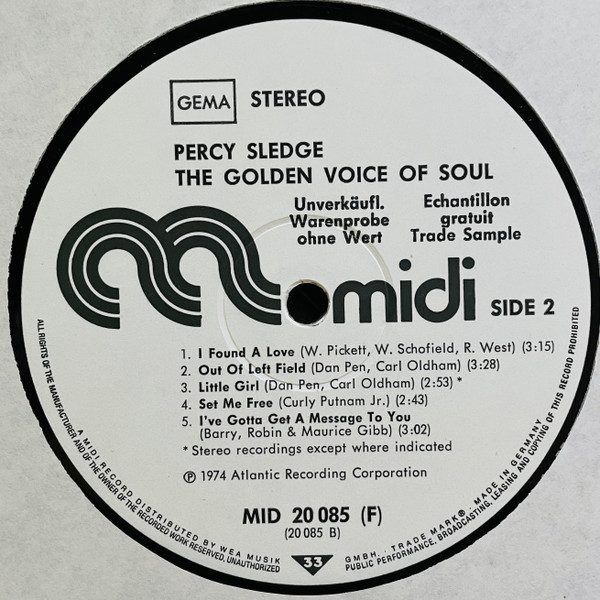 GEMA STEREO
PERCY SLEDGE
THE GOLDEN VOICE OF SOUL
Unverkäufl. Echantillon
Warenprobe gratuit
ohne Wert Trade Sample
midi SIDE 2
1. I Found A Love (W. Pickett, W. Schofield, R. West) (3:15)
2. Out Of Left Field (Dan Pen, Carl Oldham) (3:28)
3. Little Girl (Dan Pen, Carl Oldham) (2:53) *
4. Set Me Free (Curly Putnam Jr.) (2:43)
5. I've Gotta Get A Message To You
(Barry, Robin & Maurice Gibb) (3:02)
* Stereo recordings except where indicated
℗ 1974 Atlantic Recording Corporation
MID 20 085 (F)
(20 085 B)
33
A MIDI RECORD DISTRIBUTED BY WEA MUSIK GMBH. · TRADE MARK® · MADE IN GERMANY
ALL RIGHTS OF THE MANUFACTURER AND OF THE OWNER OF THE RECORDED WORK RESERVED, UNAUTHORIZED PUBLIC PERFORMANCE, BROADCASTING, LEASING AND COPYING OF THIS RECORD PROHIBITED